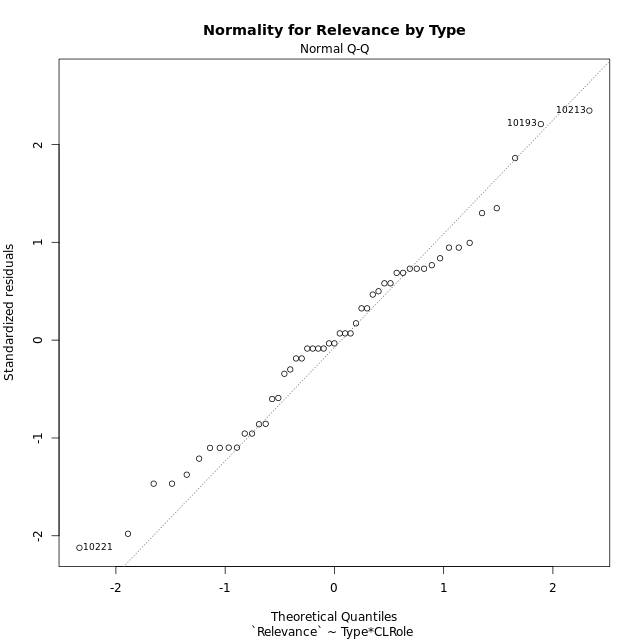 Normality for Relevance by Type
Normal Q-Q
10213
10193
10221
2
1
0
-1
-2
Standardized residuals
-2 -1 0 1 2
Theoretical Quantiles
`Relevance` ~ Type*CLRole